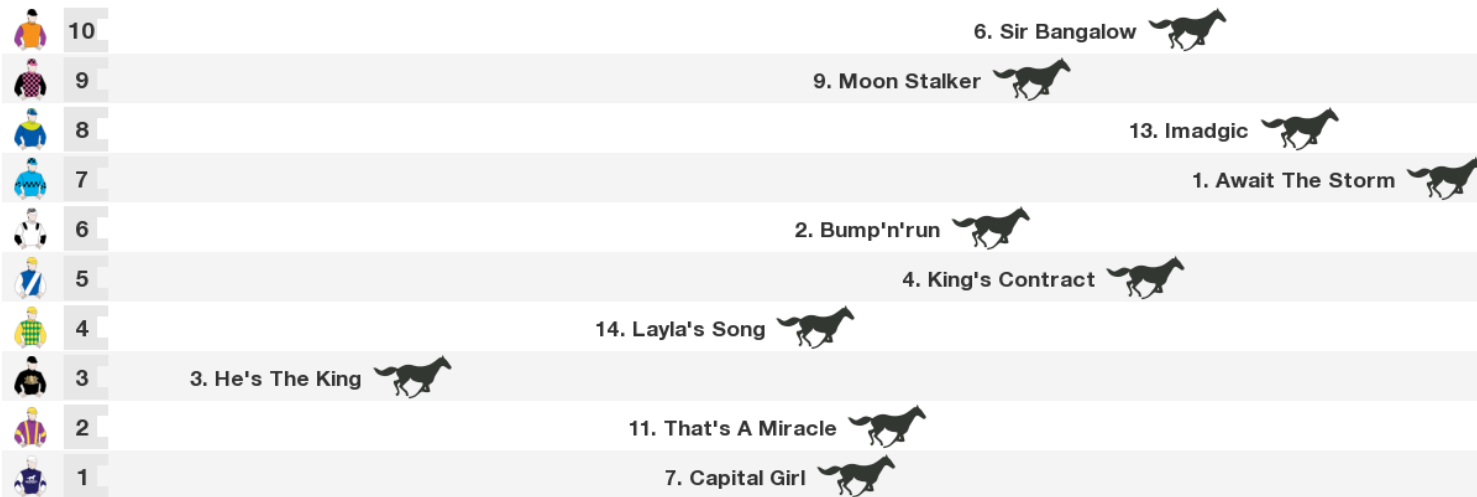 10 6. Sir Bangalow
9 9. Moon Stalker
8 13. Imadgic
7 1. Await The Storm
6 2. Bump'n'run
5 4. King's Contract
4 14. Layla's Song
3 3. He's The King
2 11. That's A Miracle
1 7. Capital Girl